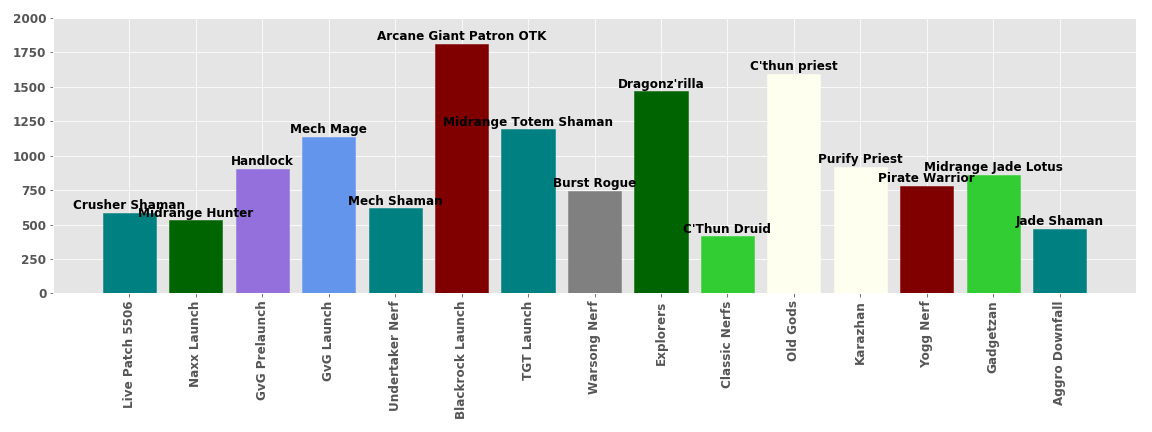 2000
1750
1500
1250
1000
750
500
250
0
Crusher Shaman
Midrange Hunter
Handlock
Mech Mage
Mech Shaman
Arcane Giant Patron OTK
Midrange Totem Shaman
Burst Rogue
Dragonz'rilla
C'Thun Druid
C'thun priest
Purify Priest
Pirate Warrior
Midrange Jade Lotus
Jade Shaman
Live Patch 5506
Naxx Launch
GvG Prelaunch
GvG Launch
Undertaker Nerf
Blackrock Launch
TGT Launch
Warsong Nerf
Explorers
Classic Nerfs
Old Gods
Karazhan
Yogg Nerf
Gadgetzan
Aggro Downfall